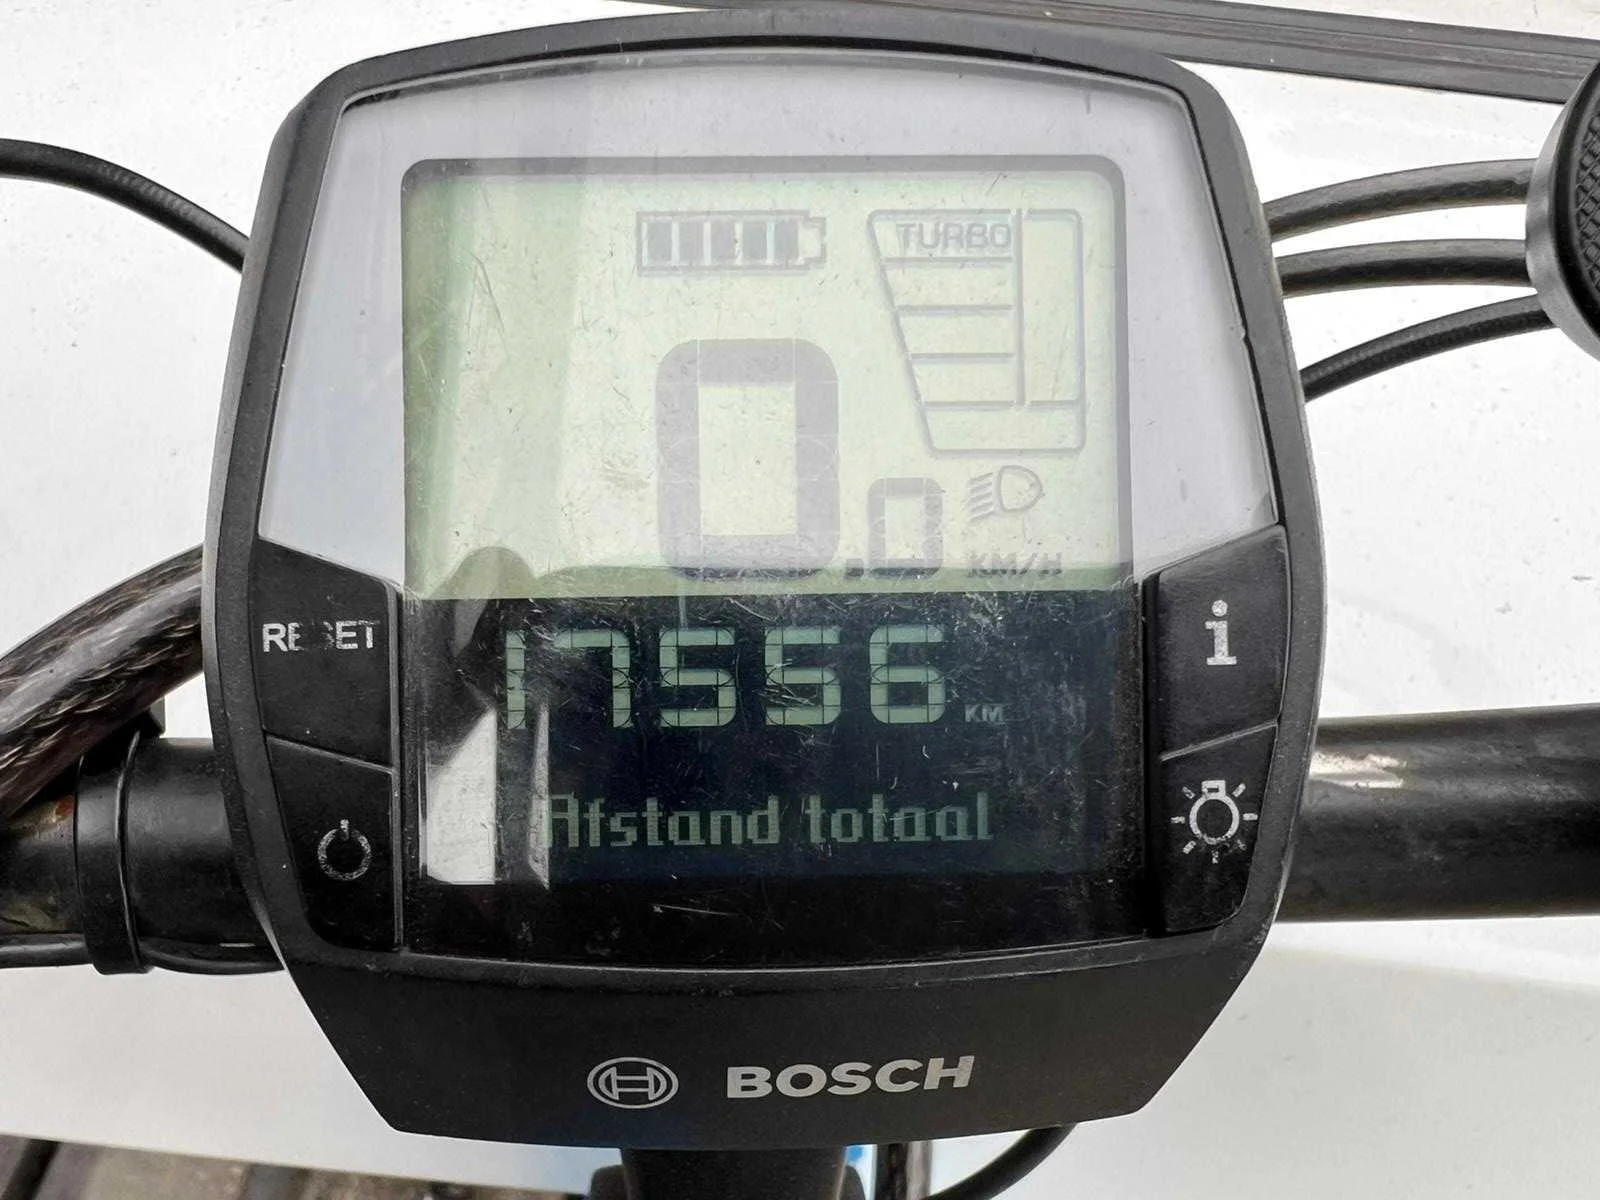 TURBO
0.0 KM/H
17556 KM
Afstand totaal
RESET
i
BOSCH